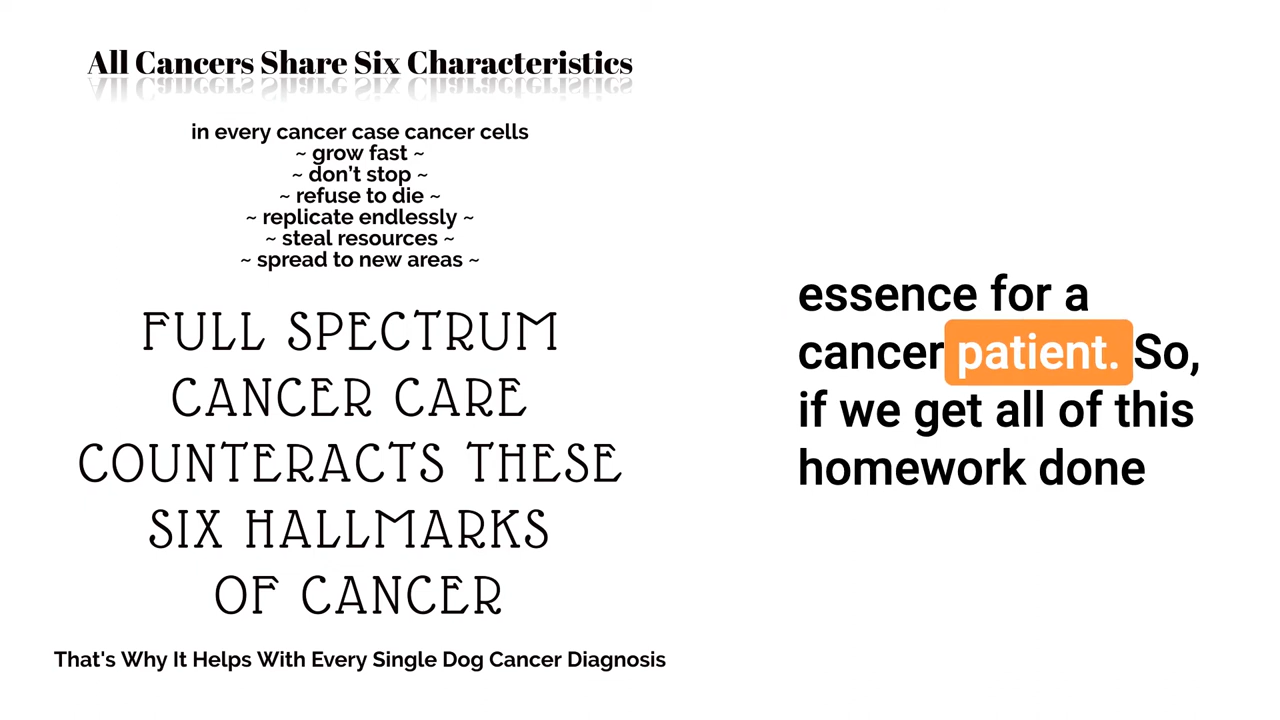 All Cancers Share Six Characteristics
in every cancer case cancer cells
~ grow fast ~
~ don't stop ~
~ refuse to die ~
~ replicate endlessly ~
~ steal resources ~
~ spread to new areas ~
FULL SPECTRUM
CANCER CARE
COUNTERACTS THESE
SIX HALLMARKS
OF CANCER
That's Why It Helps With Every Single Dog Cancer Diagnosis
essence for a
cancer patient. So,
if we get all of this
homework done